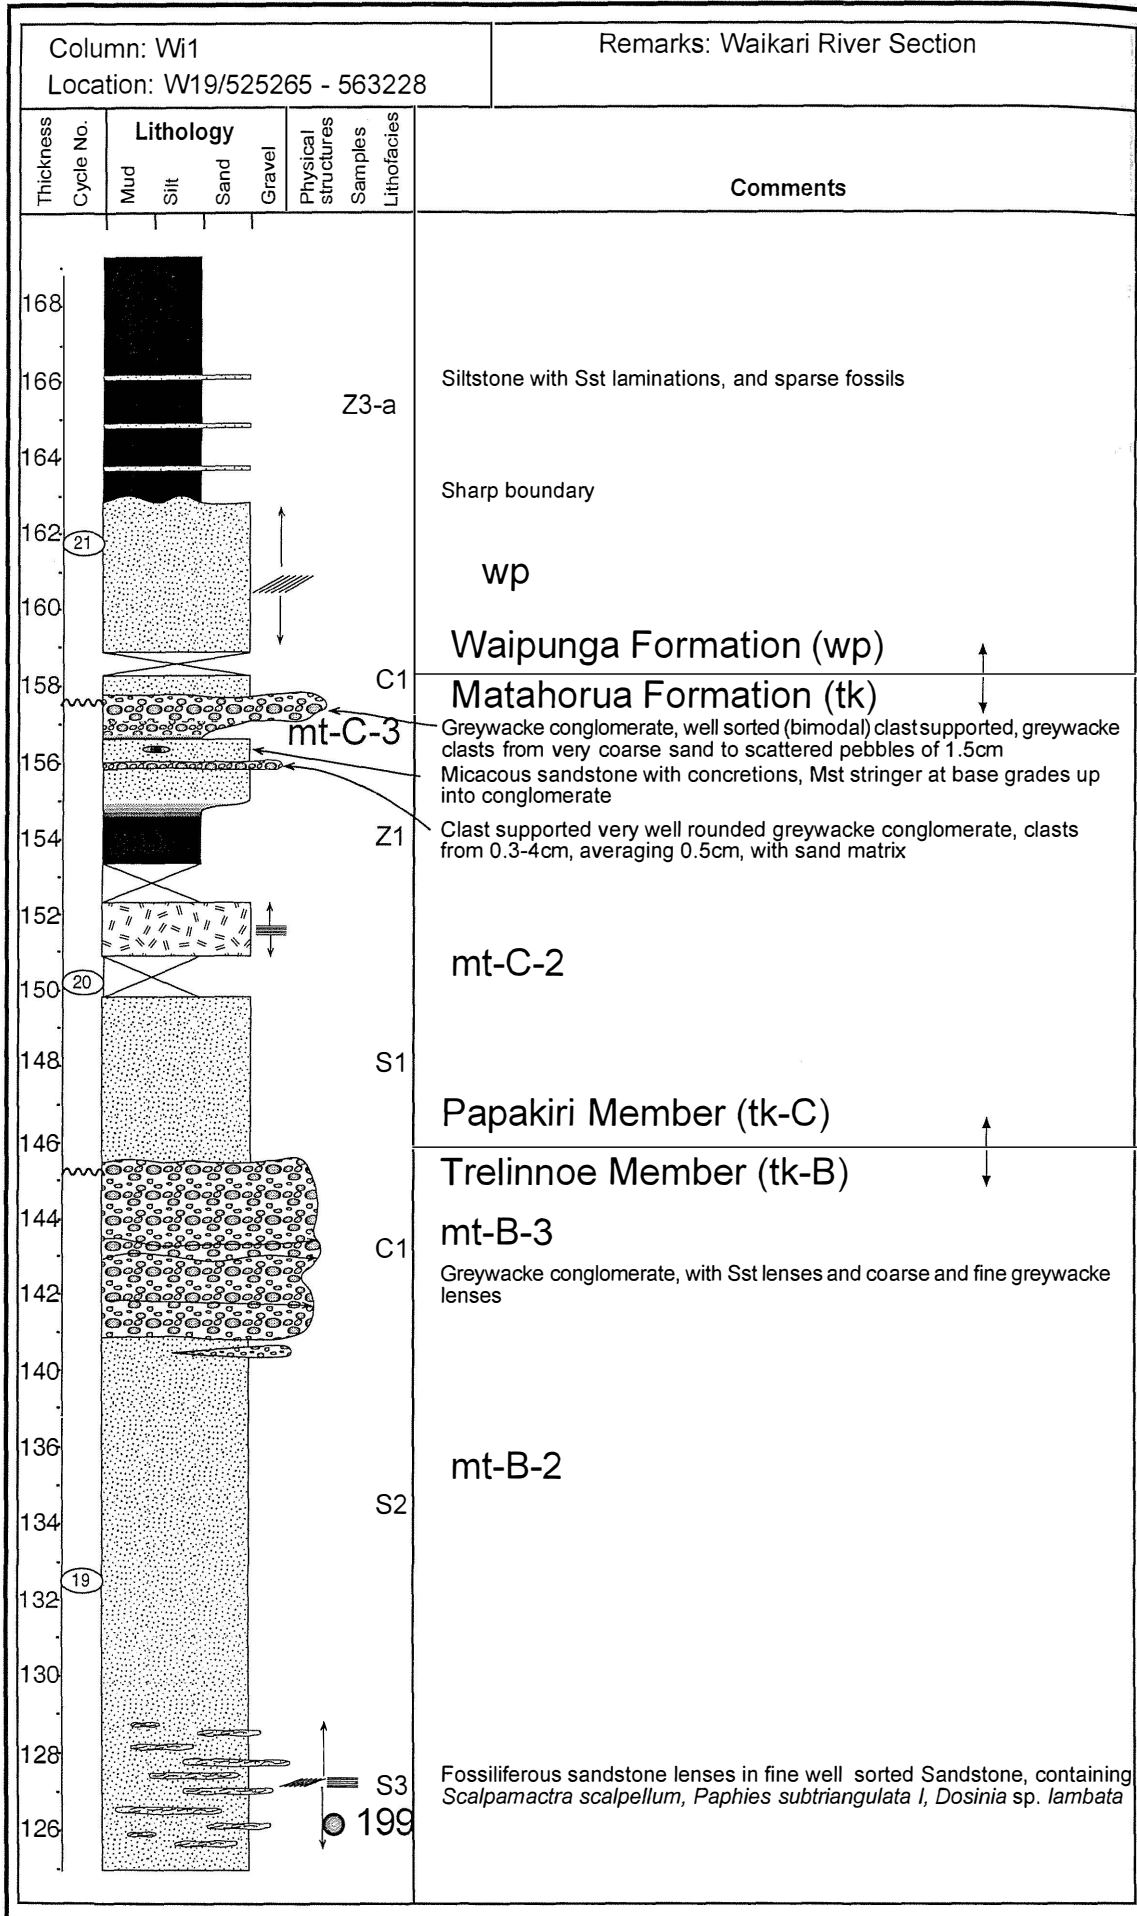 Column: Wi1
Location: W19/525265 - 563228
Remarks: Waikari River Section
Thickness
Cycle No.
Lithology
Mud
Silt
Sand
Gravel
Physical
structures
Samples
Lithofacies
Comments
168
166
Siltstone with Sst laminations, and sparse fossils
Z3-a
164
Sharp boundary
162
21
wp
160
Waipunga Formation (wp)
158
C1
Matahorua Formation (tk)
mt-C-3
Greywacke conglomerate, well sorted (bimodal) clast supported, greywacke
clasts from very coarse sand to scattered pebbles of 1.5cm
156
Micacous sandstone with concretions, Mst stringer at base grades up
into conglomerate
154
Z1
Clast supported very well rounded greywacke conglomerate, clasts
from 0.3-4cm, averaging 0.5cm, with sand matrix
152
mt-C-2
150
20
148
S1
Papakiri Member (tk-C)
146
Trelinnoe Member (tk-B)
144
mt-B-3
C1
Greywacke conglomerate, with Sst lenses and coarse and fine greywacke
lenses
142
140
136
mt-B-2
S2
134
19
132
130
128
S3
Fossiliferous sandstone lenses in fine well sorted Sandstone, containing
Scalpamactra scalpellum, Paphies subtriangulata I, Dosinia sp. lambata
126
199